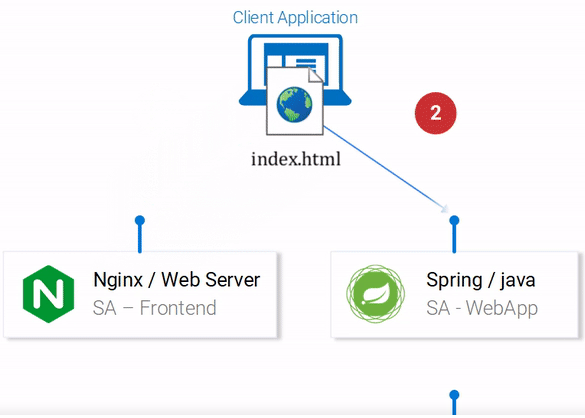 Client Application
2
index.html
Nginx / Web Server
SA – Frontend
Spring / java
SA - WebApp